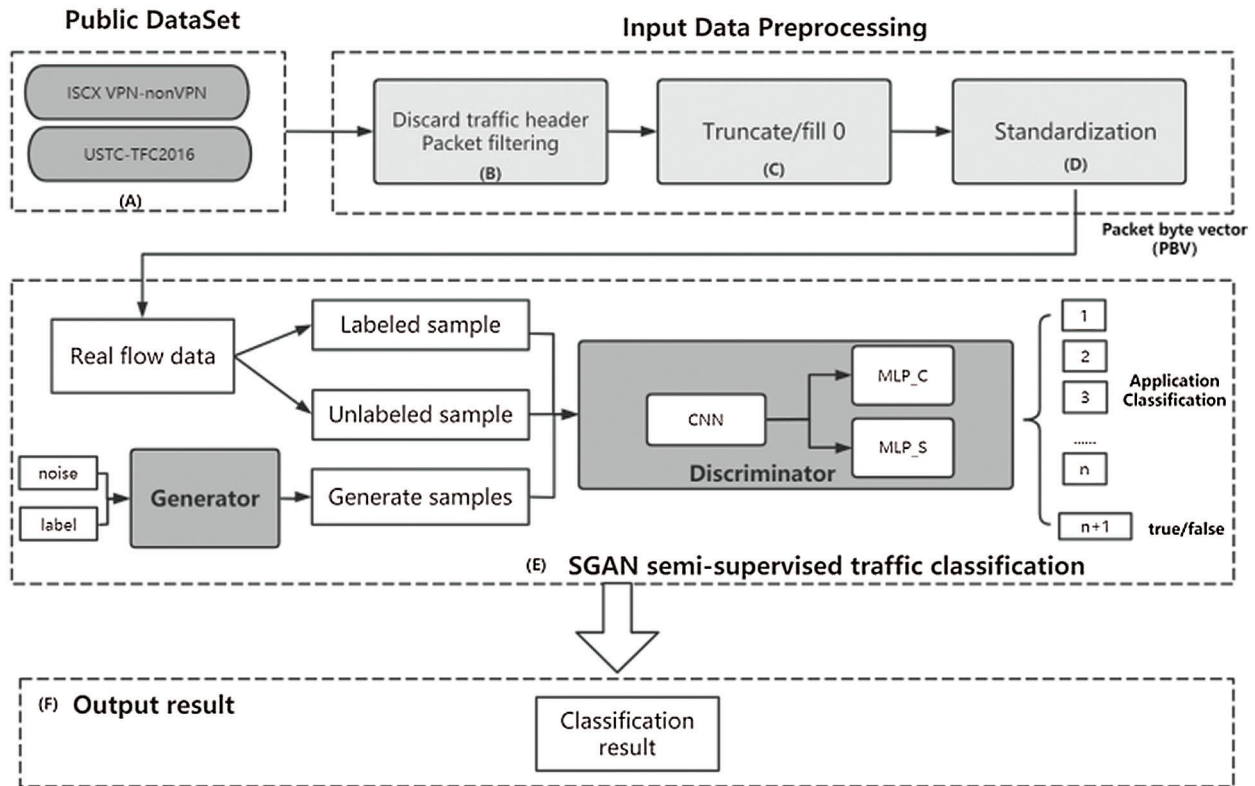 Public DataSet
ISCX VPN-nonVPN
USTC-TFC2016
(A)
Input Data Preprocessing
Discard traffic header
Packet filtering
(B)
Truncate/fill 0
(C)
Standardization
(D)
Packet byte vector
(PBV)
Real flow data
Labeled sample
Unlabeled sample
noise
label
Generator
Generate samples
CNN
MLP_C
MLP_S
Discriminator
1
2
3
......
n
n+1
Application
Classification
true/false
(E) SGAN semi-supervised traffic classification
(F) Output result
Classification
result